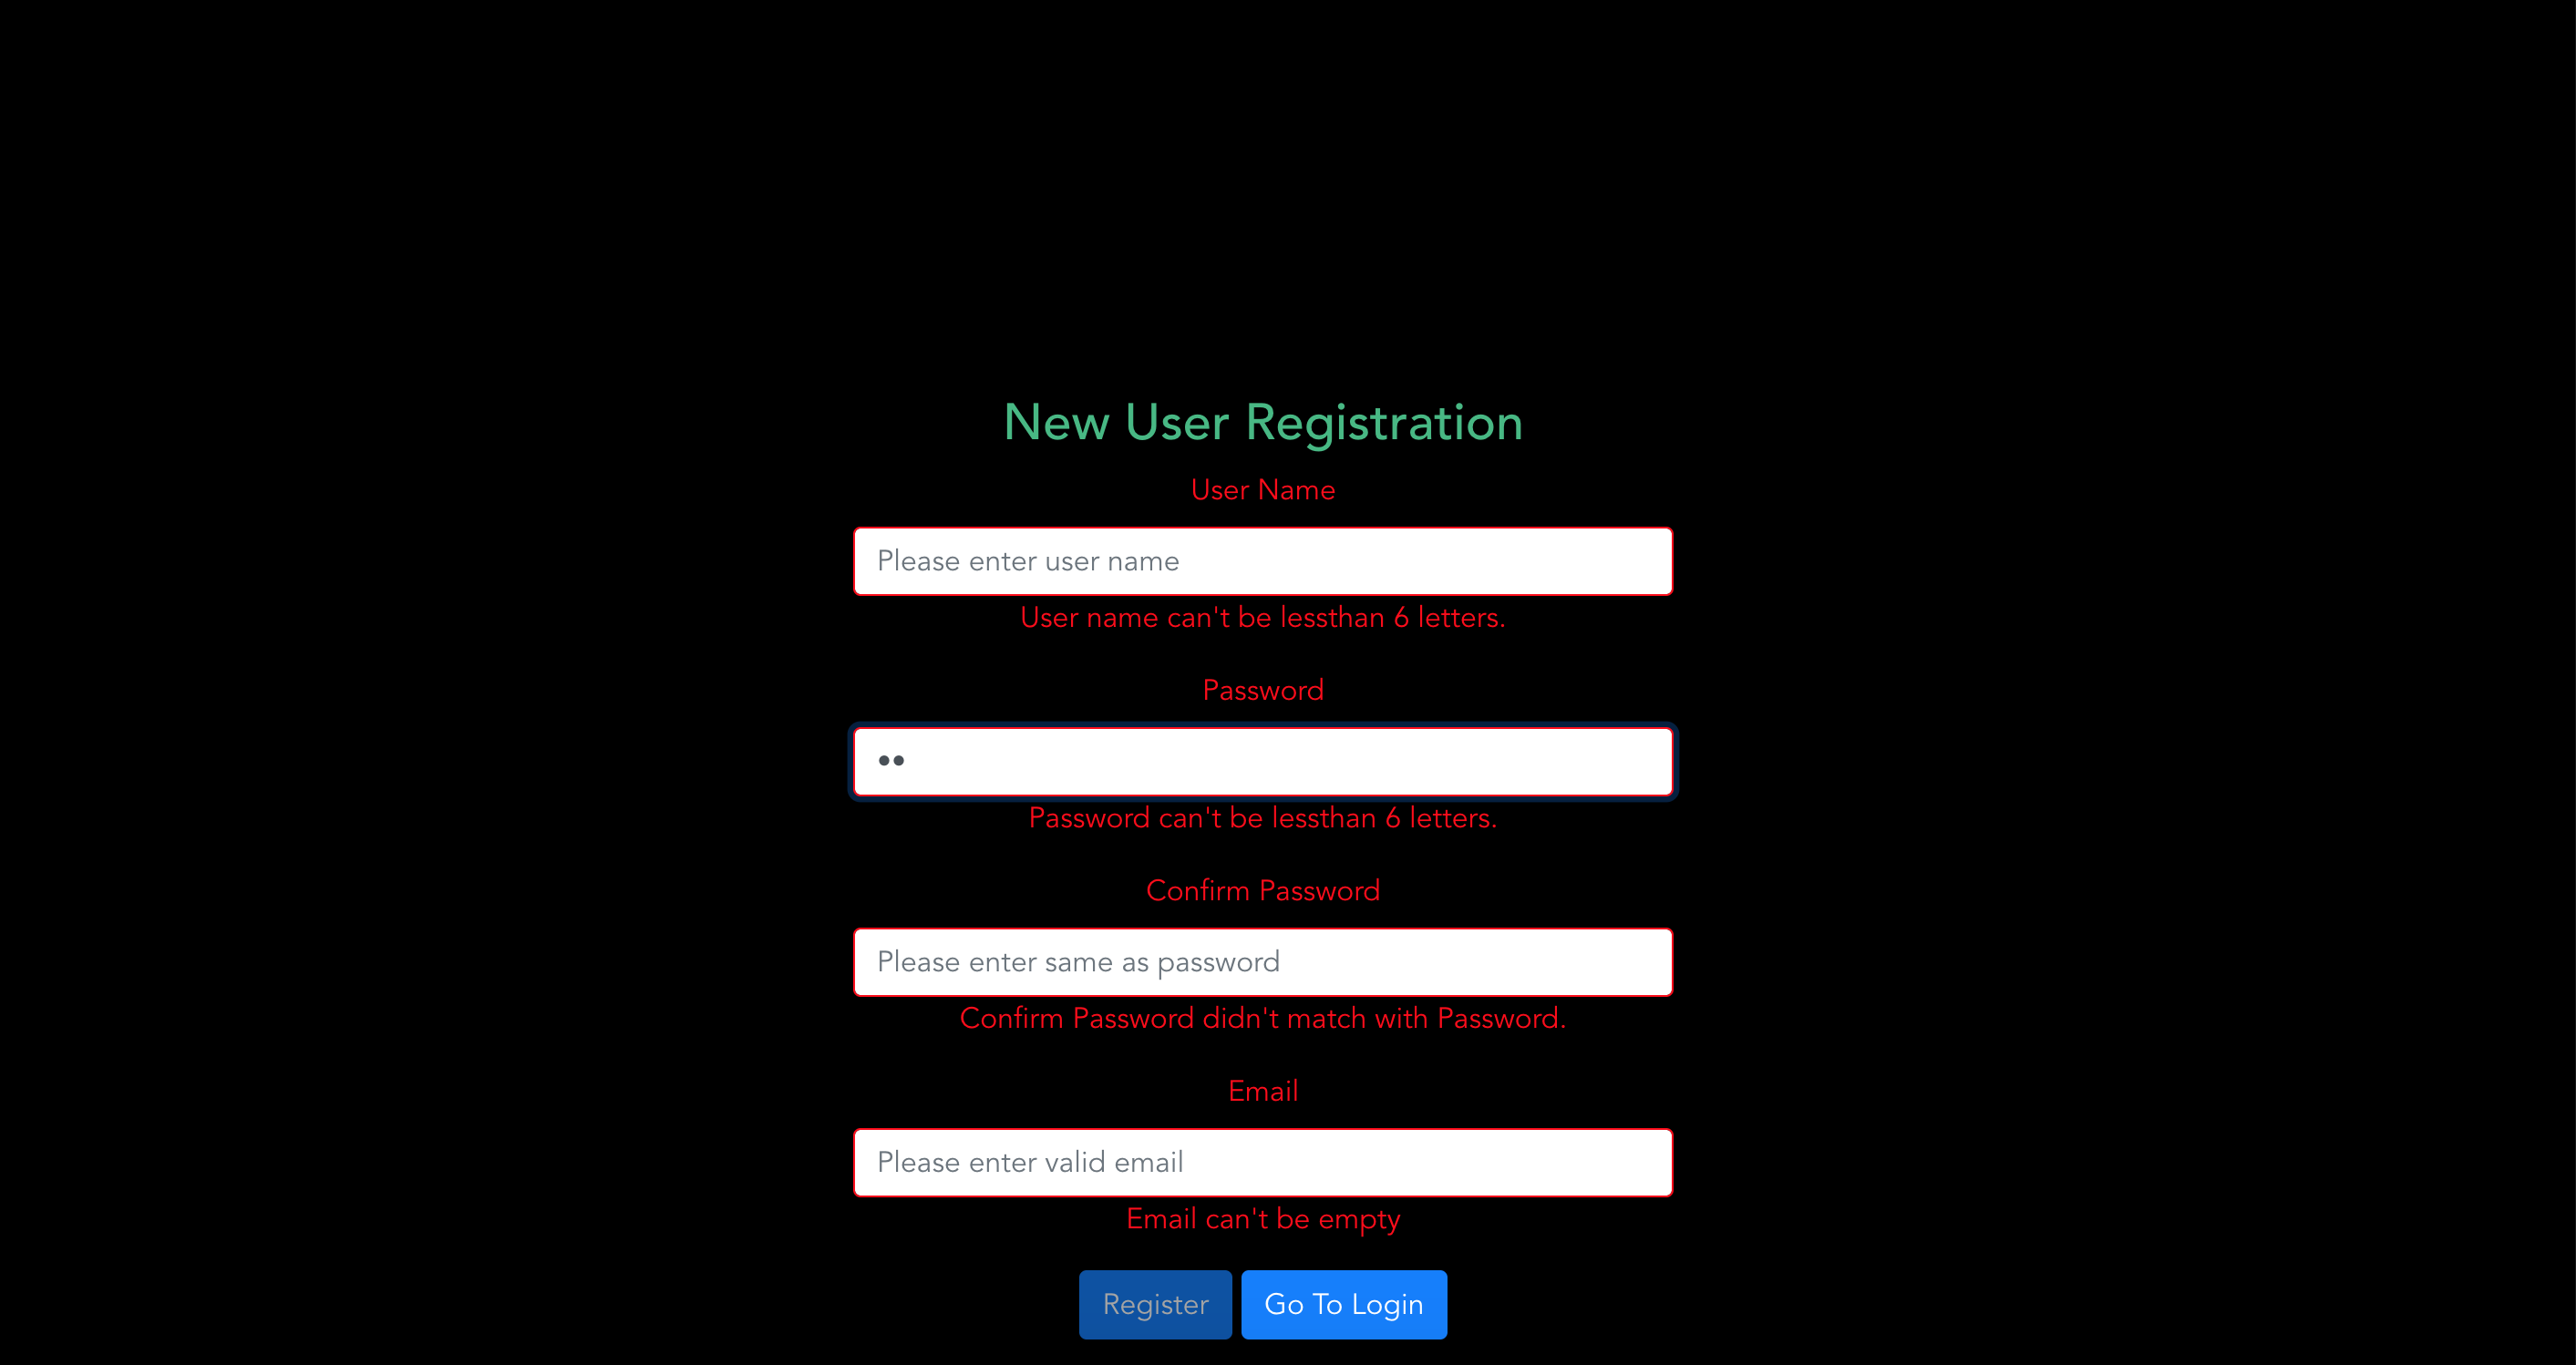 New User Registration
User Name
Please enter user name
User name can't be lessthan 6 letters.
Password
••
Password can't be lessthan 6 letters.
Confirm Password
Please enter same as password
Confirm Password didn't match with Password.
Email
Please enter valid email
Email can't be empty
Register
Go To Login